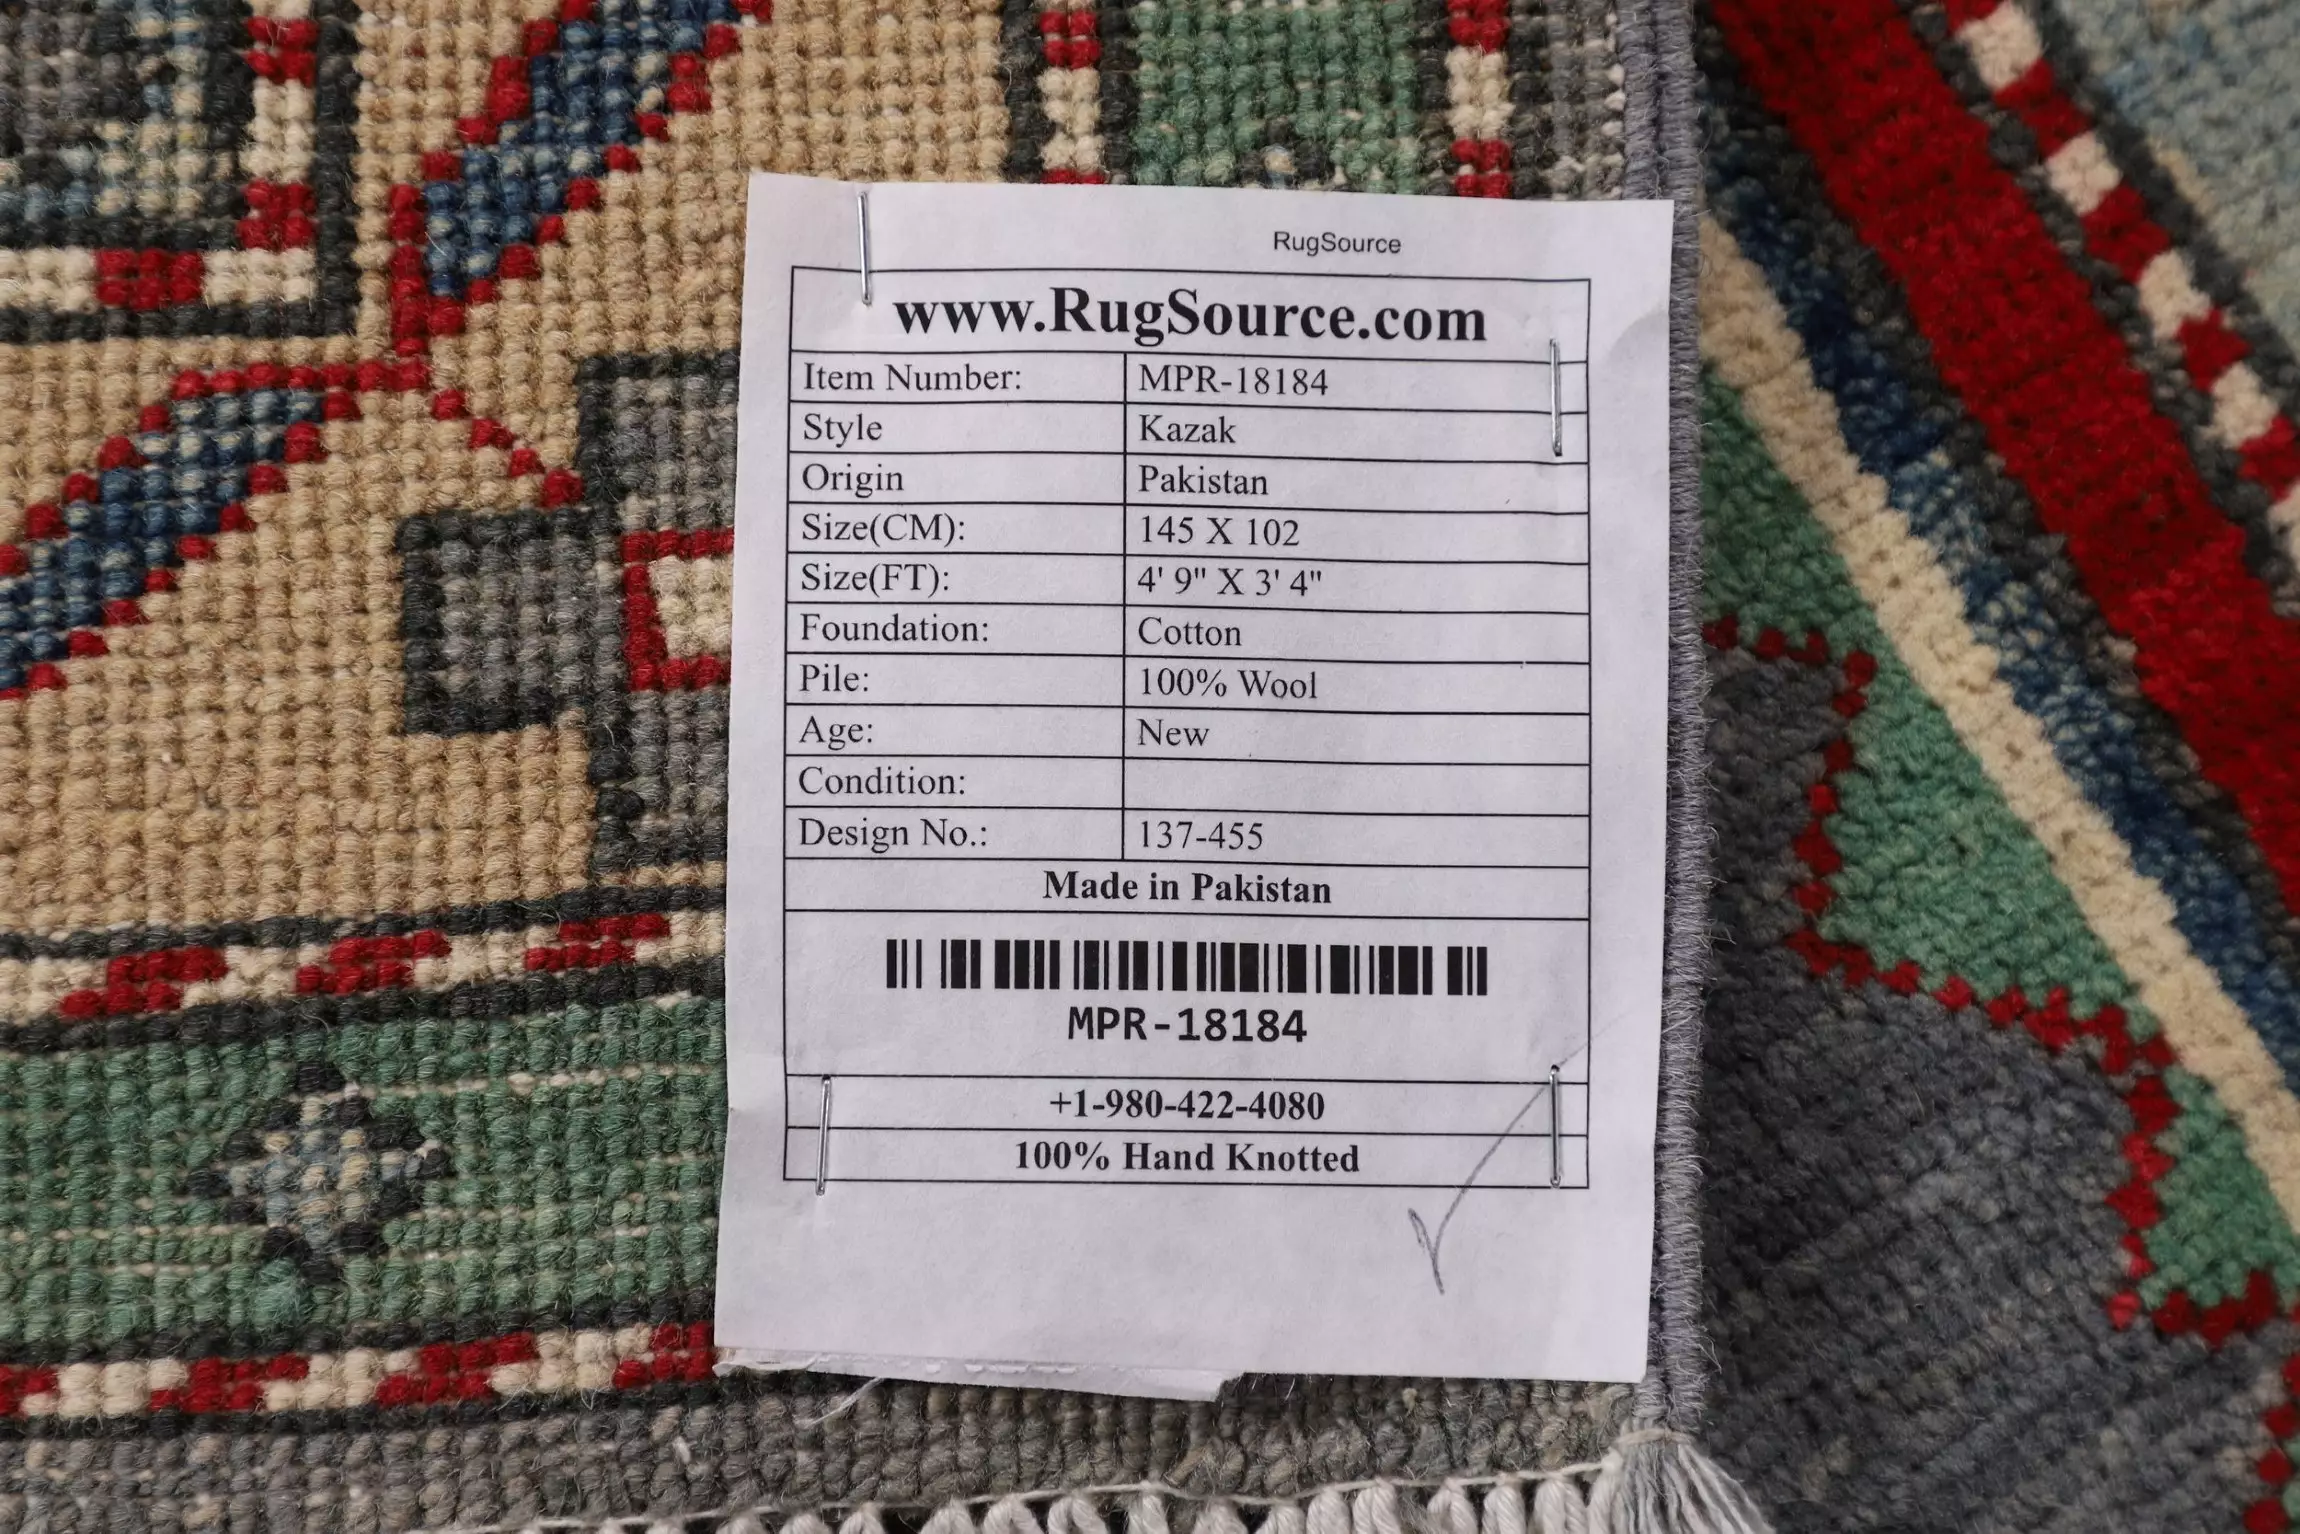 RugSource
www.RugSource.com
Item Number: MPR-18184
Style Kazak
Origin Pakistan
Size(CM): 145 X 102
Size(FT): 4' 9" X 3' 4"
Foundation: Cotton
Pile: 100% Wool
Age: New
Condition:
Design No.: 137-455
Made in Pakistan
MPR-18184
+1-980-422-4080
100% Hand Knotted